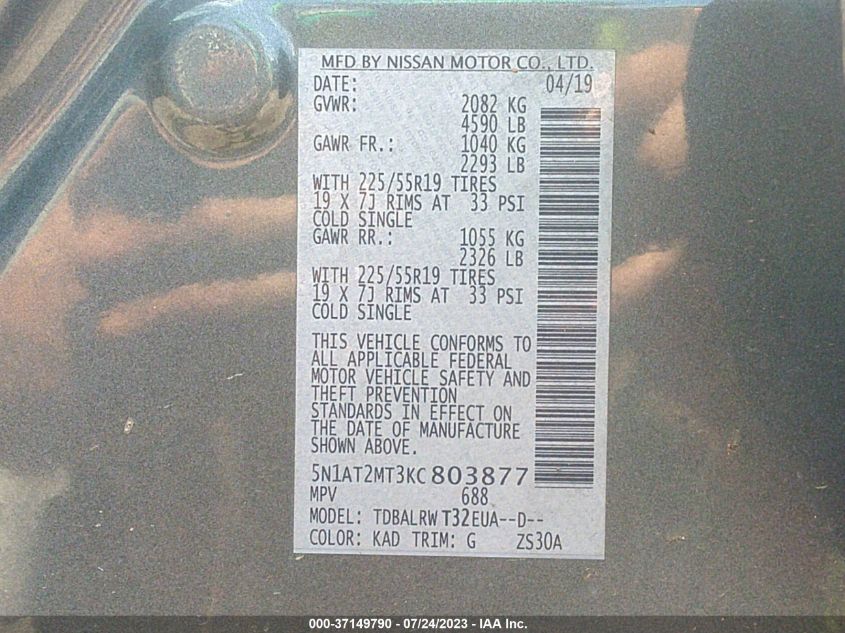 MFD BY NISSAN MOTOR CO., LTD.
DATE: 04/19
GVWR: 2082 KG
4590 LB
GAWR FR.: 1040 KG
2293 LB
WITH 225/55R19 TIRES
19 X 7J RIMS AT 33 PSI
COLD SINGLE
GAWR RR.: 1055 KG
2326 LB
WITH 225/55R19 TIRES
19 X 7J RIMS AT 33 PSI
COLD SINGLE
THIS VEHICLE CONFORMS TO
ALL APPLICABLE FEDERAL
MOTOR VEHICLE SAFETY AND
THEFT PREVENTION
STANDARDS IN EFFECT ON
THE DATE OF MANUFACTURE
SHOWN ABOVE.
5N1AT2MT3KC803877
MPV 688
MODEL: TDBALRW T32EUA--D--
COLOR: KAD TRIM: G ZS30A
000-37149790 - 07/24/2023 - IAA Inc.